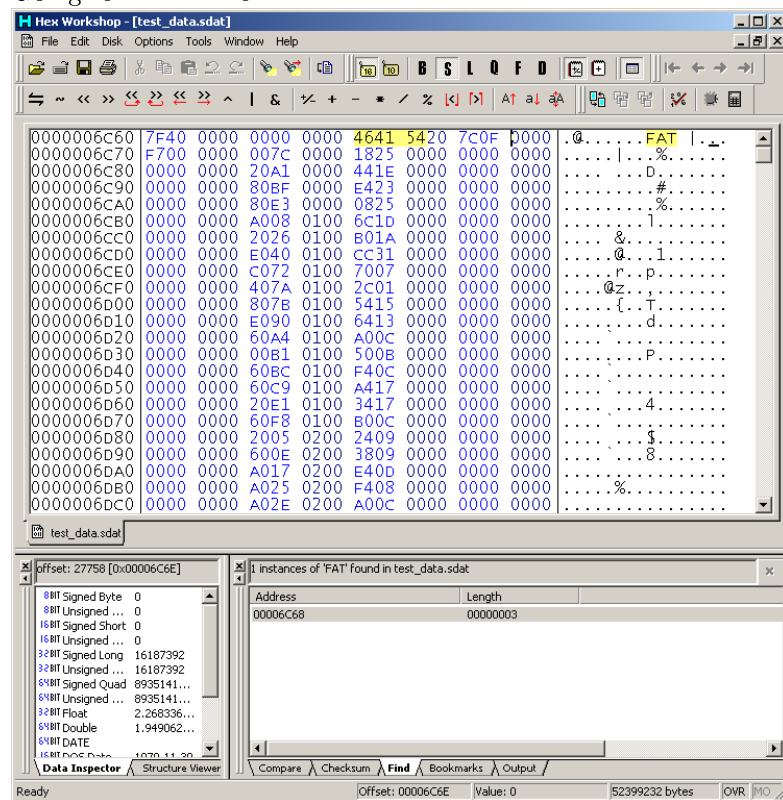 Hex Workshop - [test_data.sdat]
File Edit Disk Options Tools Window Help
B S L Q F D
0000006C60 7F40 0000 0000 0000 4641 5420 7C0F 0000 .@......FAT |...
0000006C70 F700 0000 007C 0000 1825 0000 0000 0000 .....|...%......
0000006C80 0000 0000 20A1 0000 441E 0000 0000 0000 .... ...D.......
0000006C90 0000 0000 80BF 0000 E423 0000 0000 0000 .........#......
0000006CA0 0000 0000 80E3 0000 0825 0000 0000 0000 .........%......
0000006CB0 0000 0000 A008 0100 6C1D 0000 0000 0000 ........l.......
0000006CC0 0000 0000 2026 0100 B01A 0000 0000 0000 .... &..........
0000006CD0 0000 0000 E040 0100 CC31 0000 0000 0000 .....@...1......
0000006CE0 0000 0000 C072 0100 7007 0000 0000 0000 .....r..p.......
0000006CF0 0000 0000 407A 0100 2C01 0000 0000 0000 ....@z..,.......
0000006D00 0000 0000 807B 0100 5415 0000 0000 0000 .....{..T.......
0000006D10 0000 0000 E090 0100 6413 0000 0000 0000 ........d.......
0000006D20 0000 0000 60A4 0100 A00C 0000 0000 0000 ....`...........
0000006D30 0000 0000 00B1 0100 500B 0000 0000 0000 ........P.......
0000006D40 0000 0000 60BC 0100 F40C 0000 0000 0000 ....`...........
0000006D50 0000 0000 60C9 0100 A417 0000 0000 0000 ....`...........
0000006D60 0000 0000 20E1 0100 3417 0000 0000 0000 .... ...4.......
0000006D70 0000 0000 60F8 0100 B00C 0000 0000 0000 ....`...........
0000006D80 0000 0000 2005 0200 2409 0000 0000 0000 .... ...$.......
0000006D90 0000 0000 600E 0200 3809 0000 0000 0000 ....`...8.......
0000006DA0 0000 0000 A017 0200 E40D 0000 0000 0000 ................
0000006DB0 0000 0000 A025 0200 F408 0000 0000 0000 .....%..........
0000006DC0 0000 0000 A02E 0200 A00C 0000 0000 0000 ................
test_data.sdat
offset: 27758 [0x00006C6E]
1 instances of 'FAT' found in test_data.sdat
8BIT Signed Byte 0
8BIT Unsigned ... 0
16BIT Signed Short 0
16BIT Unsigned ... 0
32BIT Signed Long 16187392
32BIT Unsigned ... 16187392
64BIT Signed Quad 8935141...
64BIT Unsigned ... 8935141...
32BIT Float 2.268336...
64BIT Double 1.949062...
64BIT DATE
Address Length
00006C68 00000003
Data Inspector Structure Viewer
Compare Checksum Find Bookmarks Output
Ready Offset: 00006C6E Value: 0 52399232 bytes OVR MO